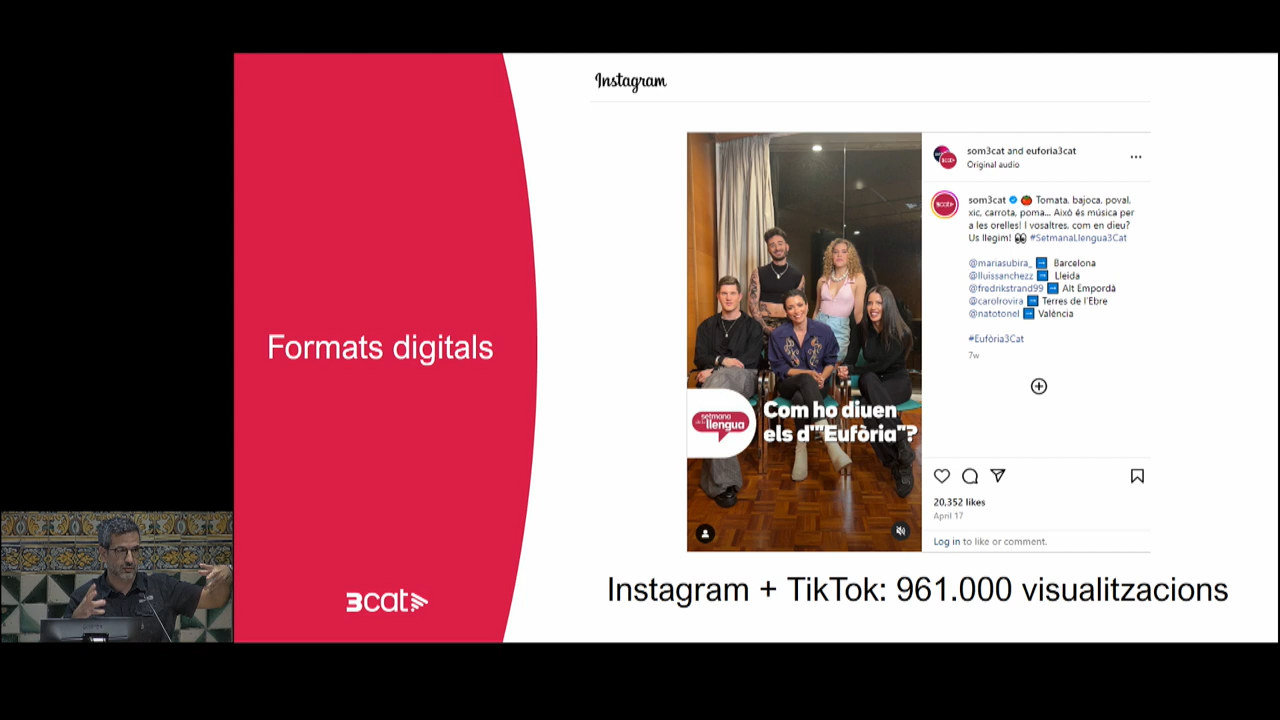 Formats digitals
3cat
Instagram
som3cat and euforia3cat
Original audio
som3cat 🍅 Tomata, bajoca, poval,
xic, carrota, poma... Això és música per
a les orelles! I vosaltres, com en dieu?
Us llegim! 👀 #SetmanaLlengua3Cat
@mariasubira_ ➡️ Barcelona
@lluissanchezz ➡️ Lleida
@fredrikstrand99 ➡️ Alt Empordà
@carolrovira ➡️ Terres de l'Ebre
@natotonel ➡️ València
#Eufòria3Cat
7w
setmana
de la llengua
Com ho diuen
els d'"Eufòria"?
20,352 likes
April 17
Log in to like or comment.
Instagram + TikTok: 961.000 visualitzacions